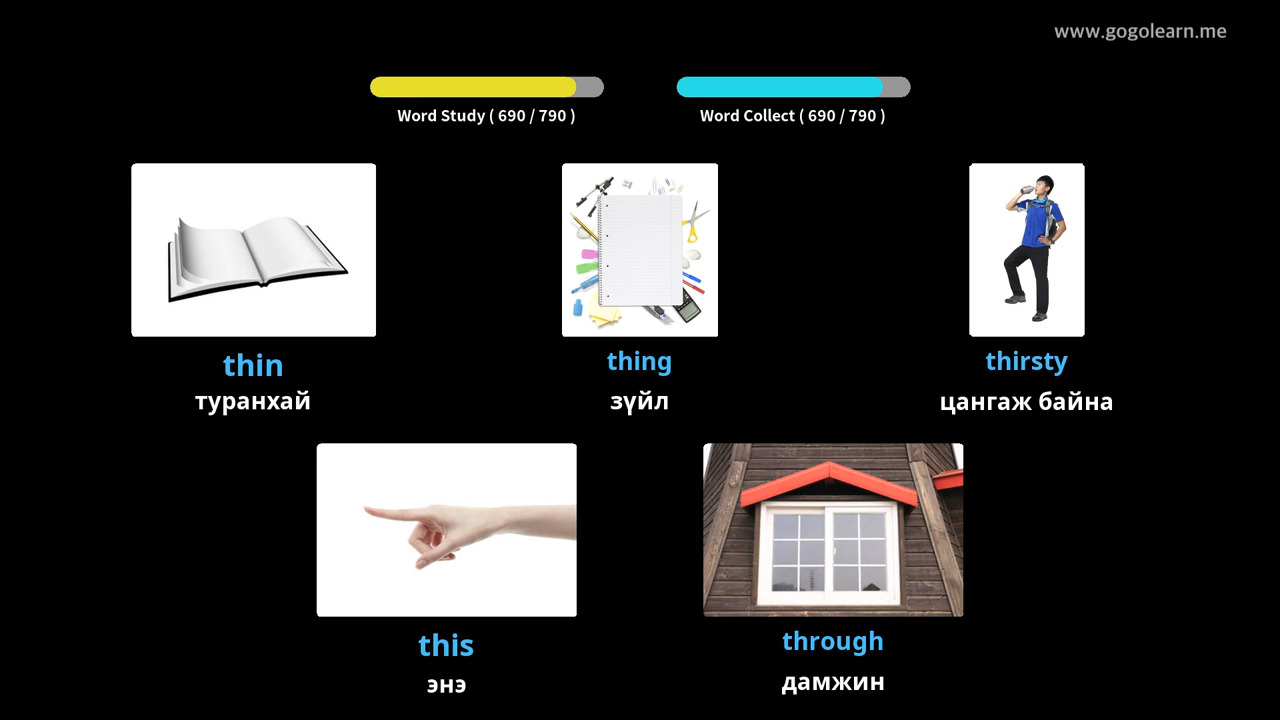 www.gogolearn.me
Word Study ( 690 / 790 )
Word Collect ( 690 / 790 )
thin
туранхай
thing
зүйл
thirsty
цангаж байна
this
энэ
through
дамжин